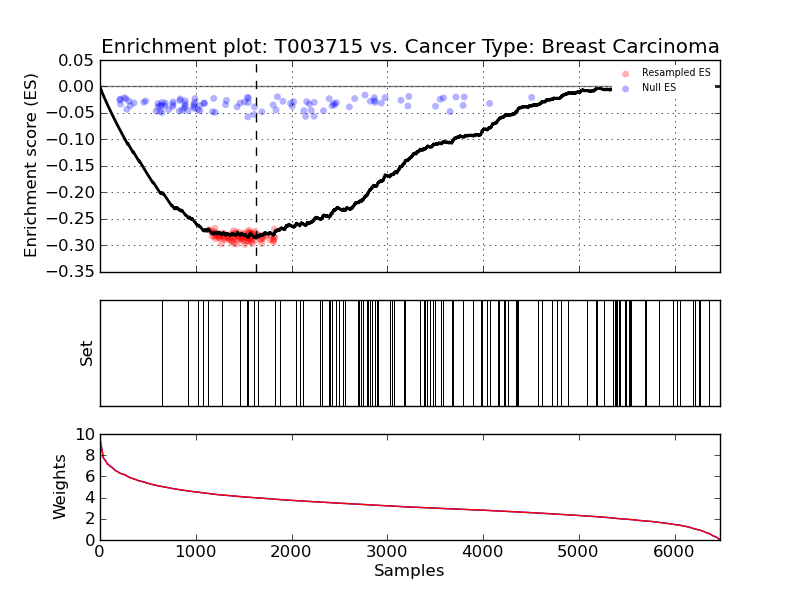 Enrichment plot: T003715 vs. Cancer Type: Breast Carcinoma
Enrichment score (ES)
0.05
0.00
−0.05
−0.10
−0.15
−0.20
−0.25
−0.30
−0.35
Resampled ES
Null ES
Set
Weights
10
8
6
4
2
0
0 1000 2000 3000 4000 5000 6000
Samples